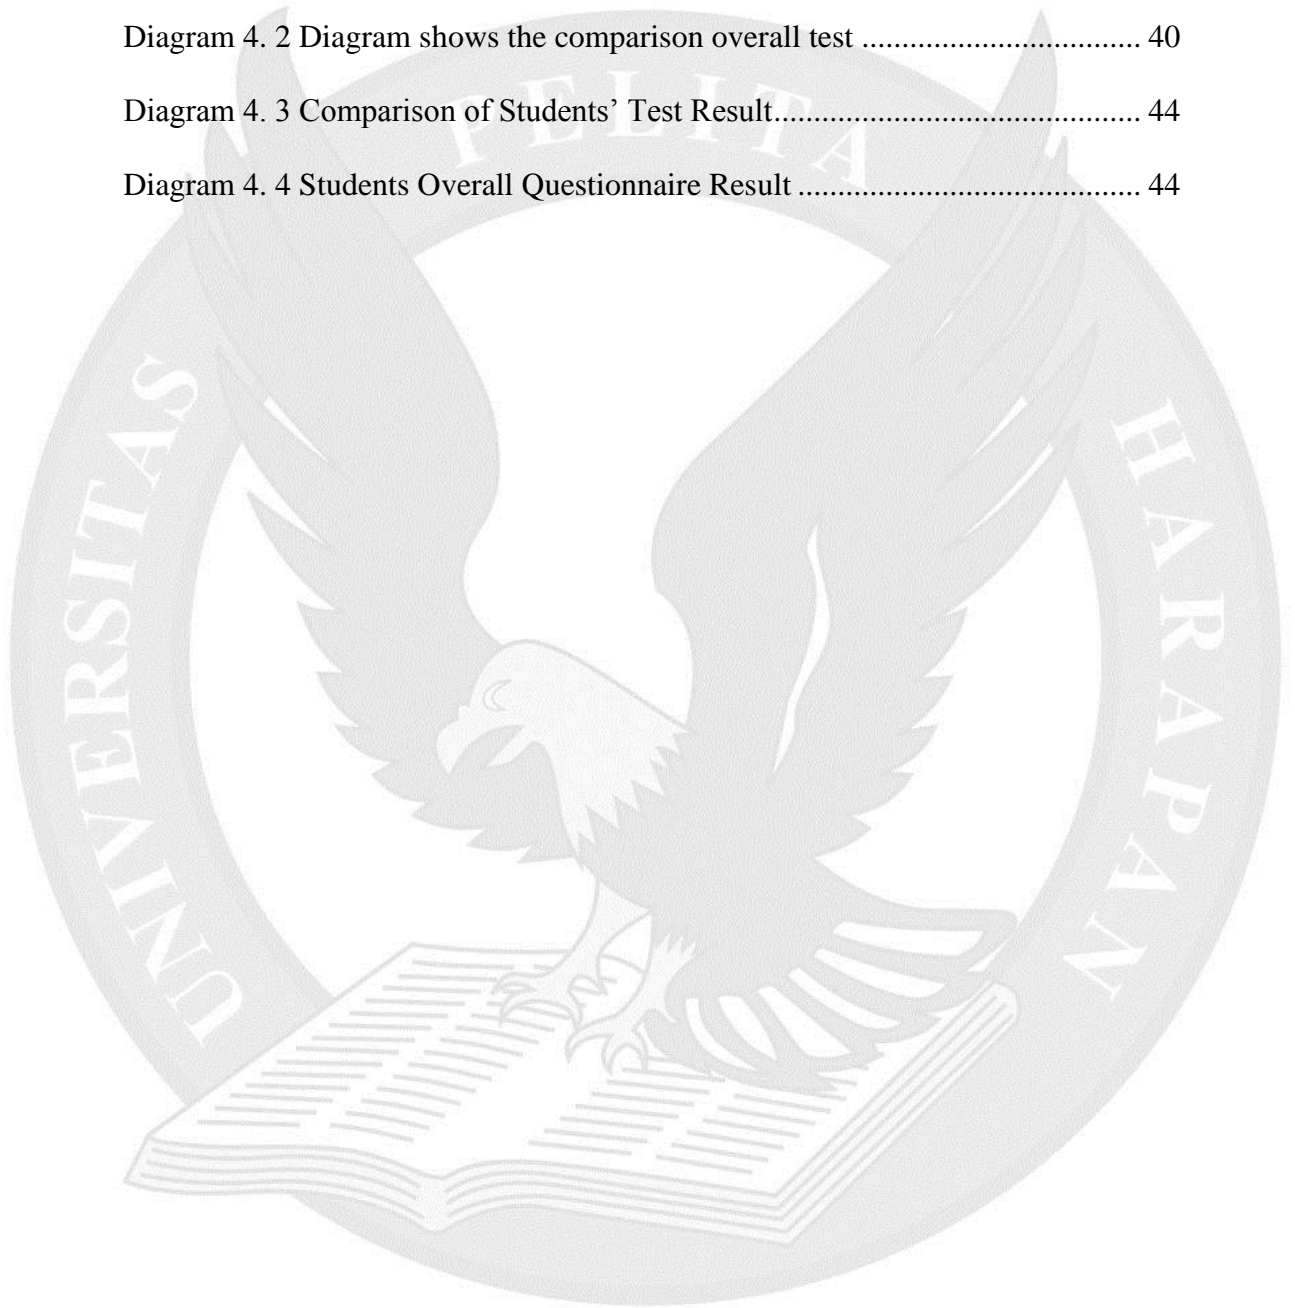 Diagram 4. 2 Diagram shows the comparison overall test ................................... 40
Diagram 4. 3 Comparison of Students’ Test Result.............................................. 44
Diagram 4. 4 Students Overall Questionnaire Result ........................................... 44
UNIVERSITAS PELITA HARAPAN